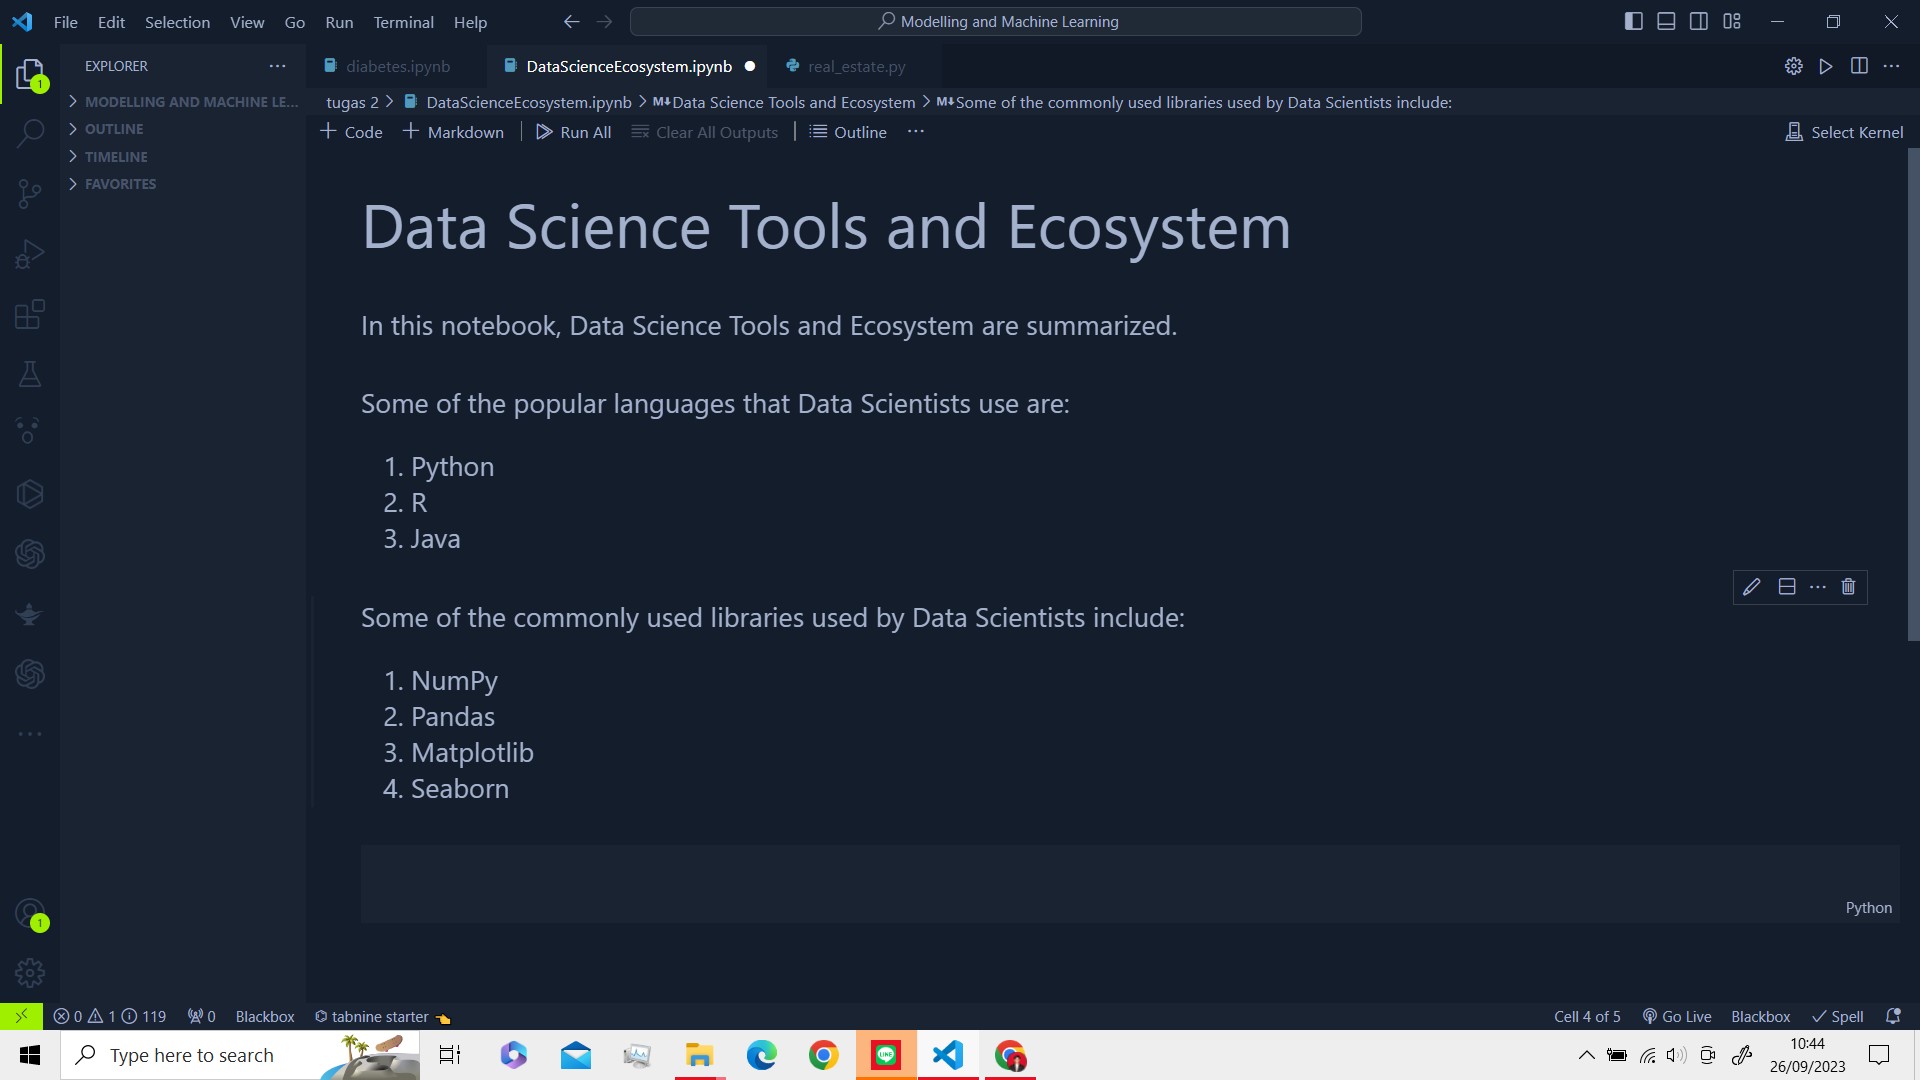 File Edit Selection View Go Run Terminal Help
Modelling and Machine Learning
EXPLORER
MODELLING AND MACHINE LE...
OUTLINE
TIMELINE
FAVORITES
diabetes.ipynb
DataScienceEcosystem.ipynb
real_estate.py
tugas 2 > DataScienceEcosystem.ipynb > M↓Data Science Tools and Ecosystem > M↓Some of the commonly used libraries used by Data Scientists include:
+ Code + Markdown | Run All Clear All Outputs | Outline ...
Select Kernel
Data Science Tools and Ecosystem
In this notebook, Data Science Tools and Ecosystem are summarized.
Some of the popular languages that Data Scientists use are:
1. Python
2. R
3. Java
Some of the commonly used libraries used by Data Scientists include:
1. NumPy
2. Pandas
3. Matplotlib
4. Seaborn
Python
1
1
0 1 119 0 Blackbox tabnine starter
Cell 4 of 5 Go Live Blackbox Spell
Type here to search
LINE
10:44
26/09/2023